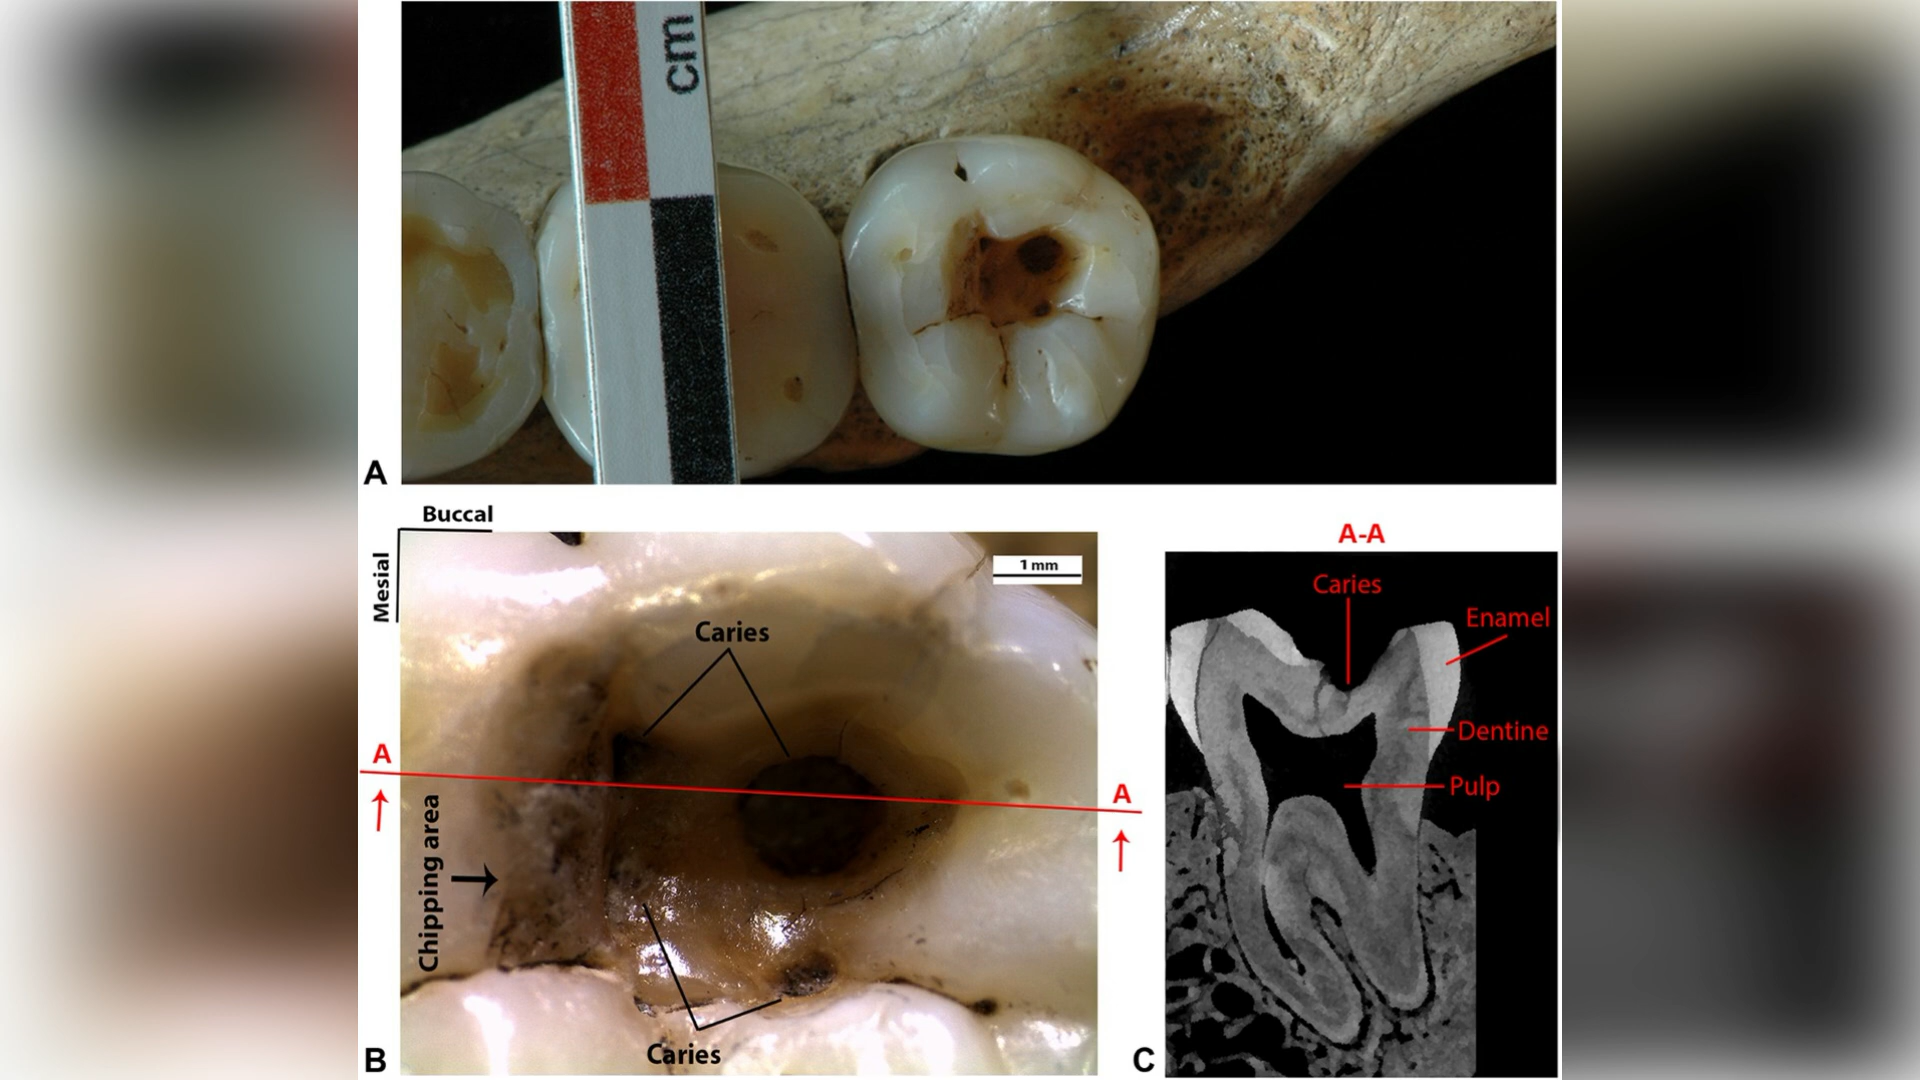 cm
A
Buccal
Mesial
1 mm
Caries
A
A
Chipping area
Caries
B
A-A
Caries
Enamel
Dentine
Pulp
C